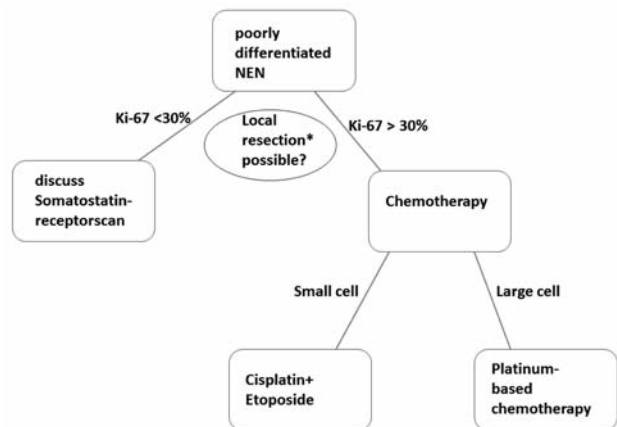 poorly
differentiated
NEN
Ki-67 <30%
Local
resection*
possible?
Ki-67 > 30%
discuss
Somatostatin-
receptorscan
Chemotherapy
Small cell
Large cell
Cisplatin+
Etoposide
Platinum-
based
chemotherapy